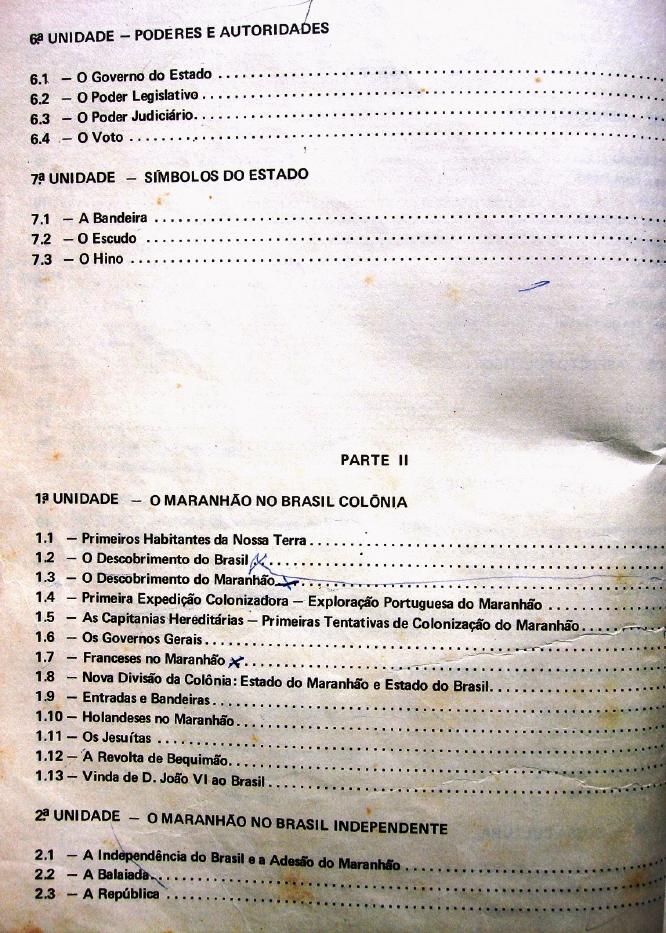 6ª UNIDADE – PODERES E AUTORIDADES
6.1 – O Governo do Estado
6.2 – O Poder Legislativo
6.3 – O Poder Judiciário
6.4 – O Voto
7ª UNIDADE – SÍMBOLOS DO ESTADO
7.1 – A Bandeira
7.2 – O Escudo
7.3 – O Hino
PARTE II
1ª UNIDADE – O MARANHÃO NO BRASIL COLÔNIA
1.1 – Primeiros Habitantes da Nossa Terra
1.2 – O Descobrimento do Brasil
1.3 – O Descobrimento do Maranhão
1.4 – Primeira Expedição Colonizadora – Exploração Portuguesa do Maranhão
1.5 – As Capitanias Hereditárias – Primeiras Tentativas de Colonização do Maranhão
1.6 – Os Governos Gerais
1.7 – Franceses no Maranhão
1.8 – Nova Divisão da Colônia: Estado do Maranhão e Estado do Brasil
1.9 – Entradas e Bandeiras
1.10 – Holandeses no Maranhão
1.11 – Os Jesuítas
1.12 – A Revolta de Bequimão
1.13 – Vinda de D. João VI ao Brasil
2ª UNIDADE – O MARANHÃO NO BRASIL INDEPENDENTE
2.1 – A Independência do Brasil e a Adesão do Maranhão
2.2 – A Balaiada
2.3 – A República